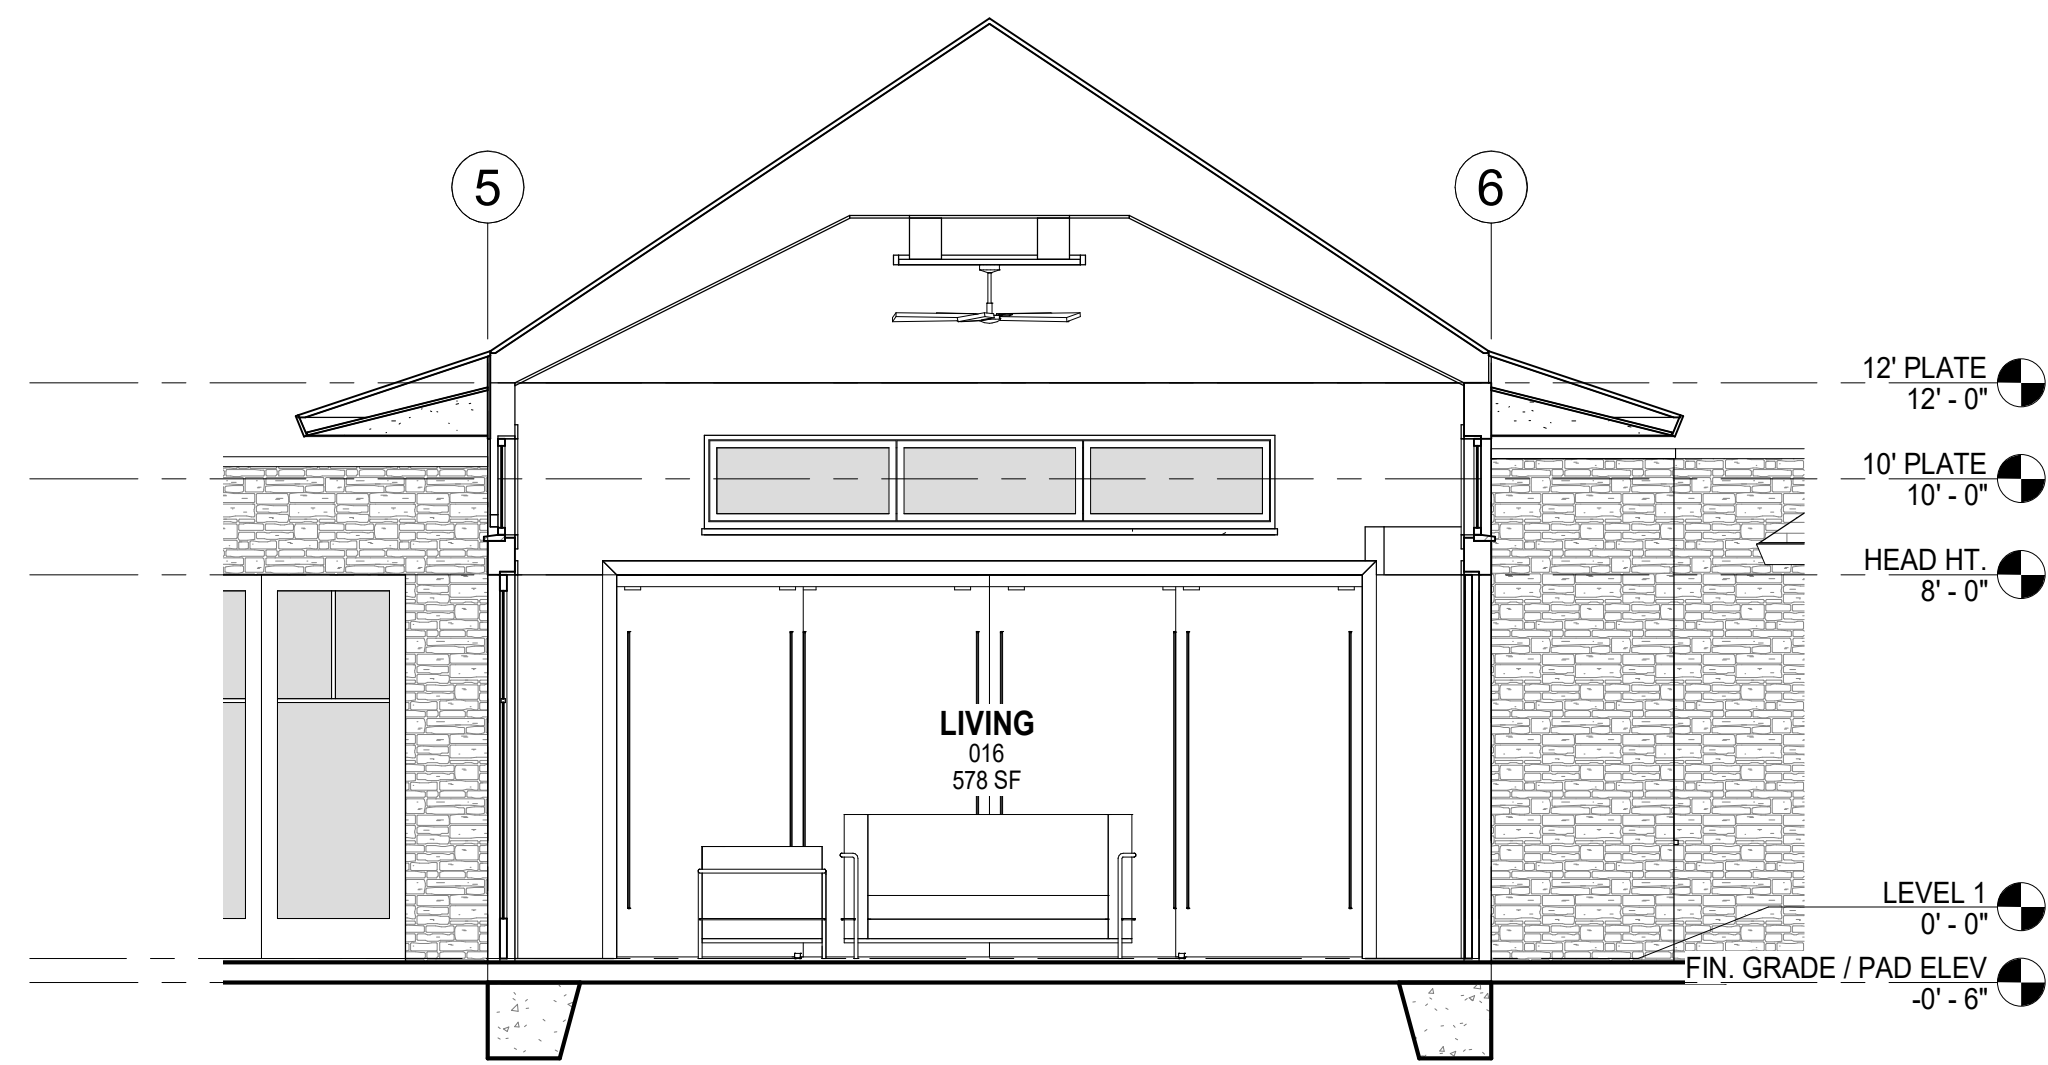 5
6
12' PLATE
12' - 0"
10' PLATE
10' - 0"
HEAD HT.
8' - 0"
LIVING
016
578 SF
LEVEL 1
0' - 0"
FIN. GRADE / PAD ELEV
-0' - 6"